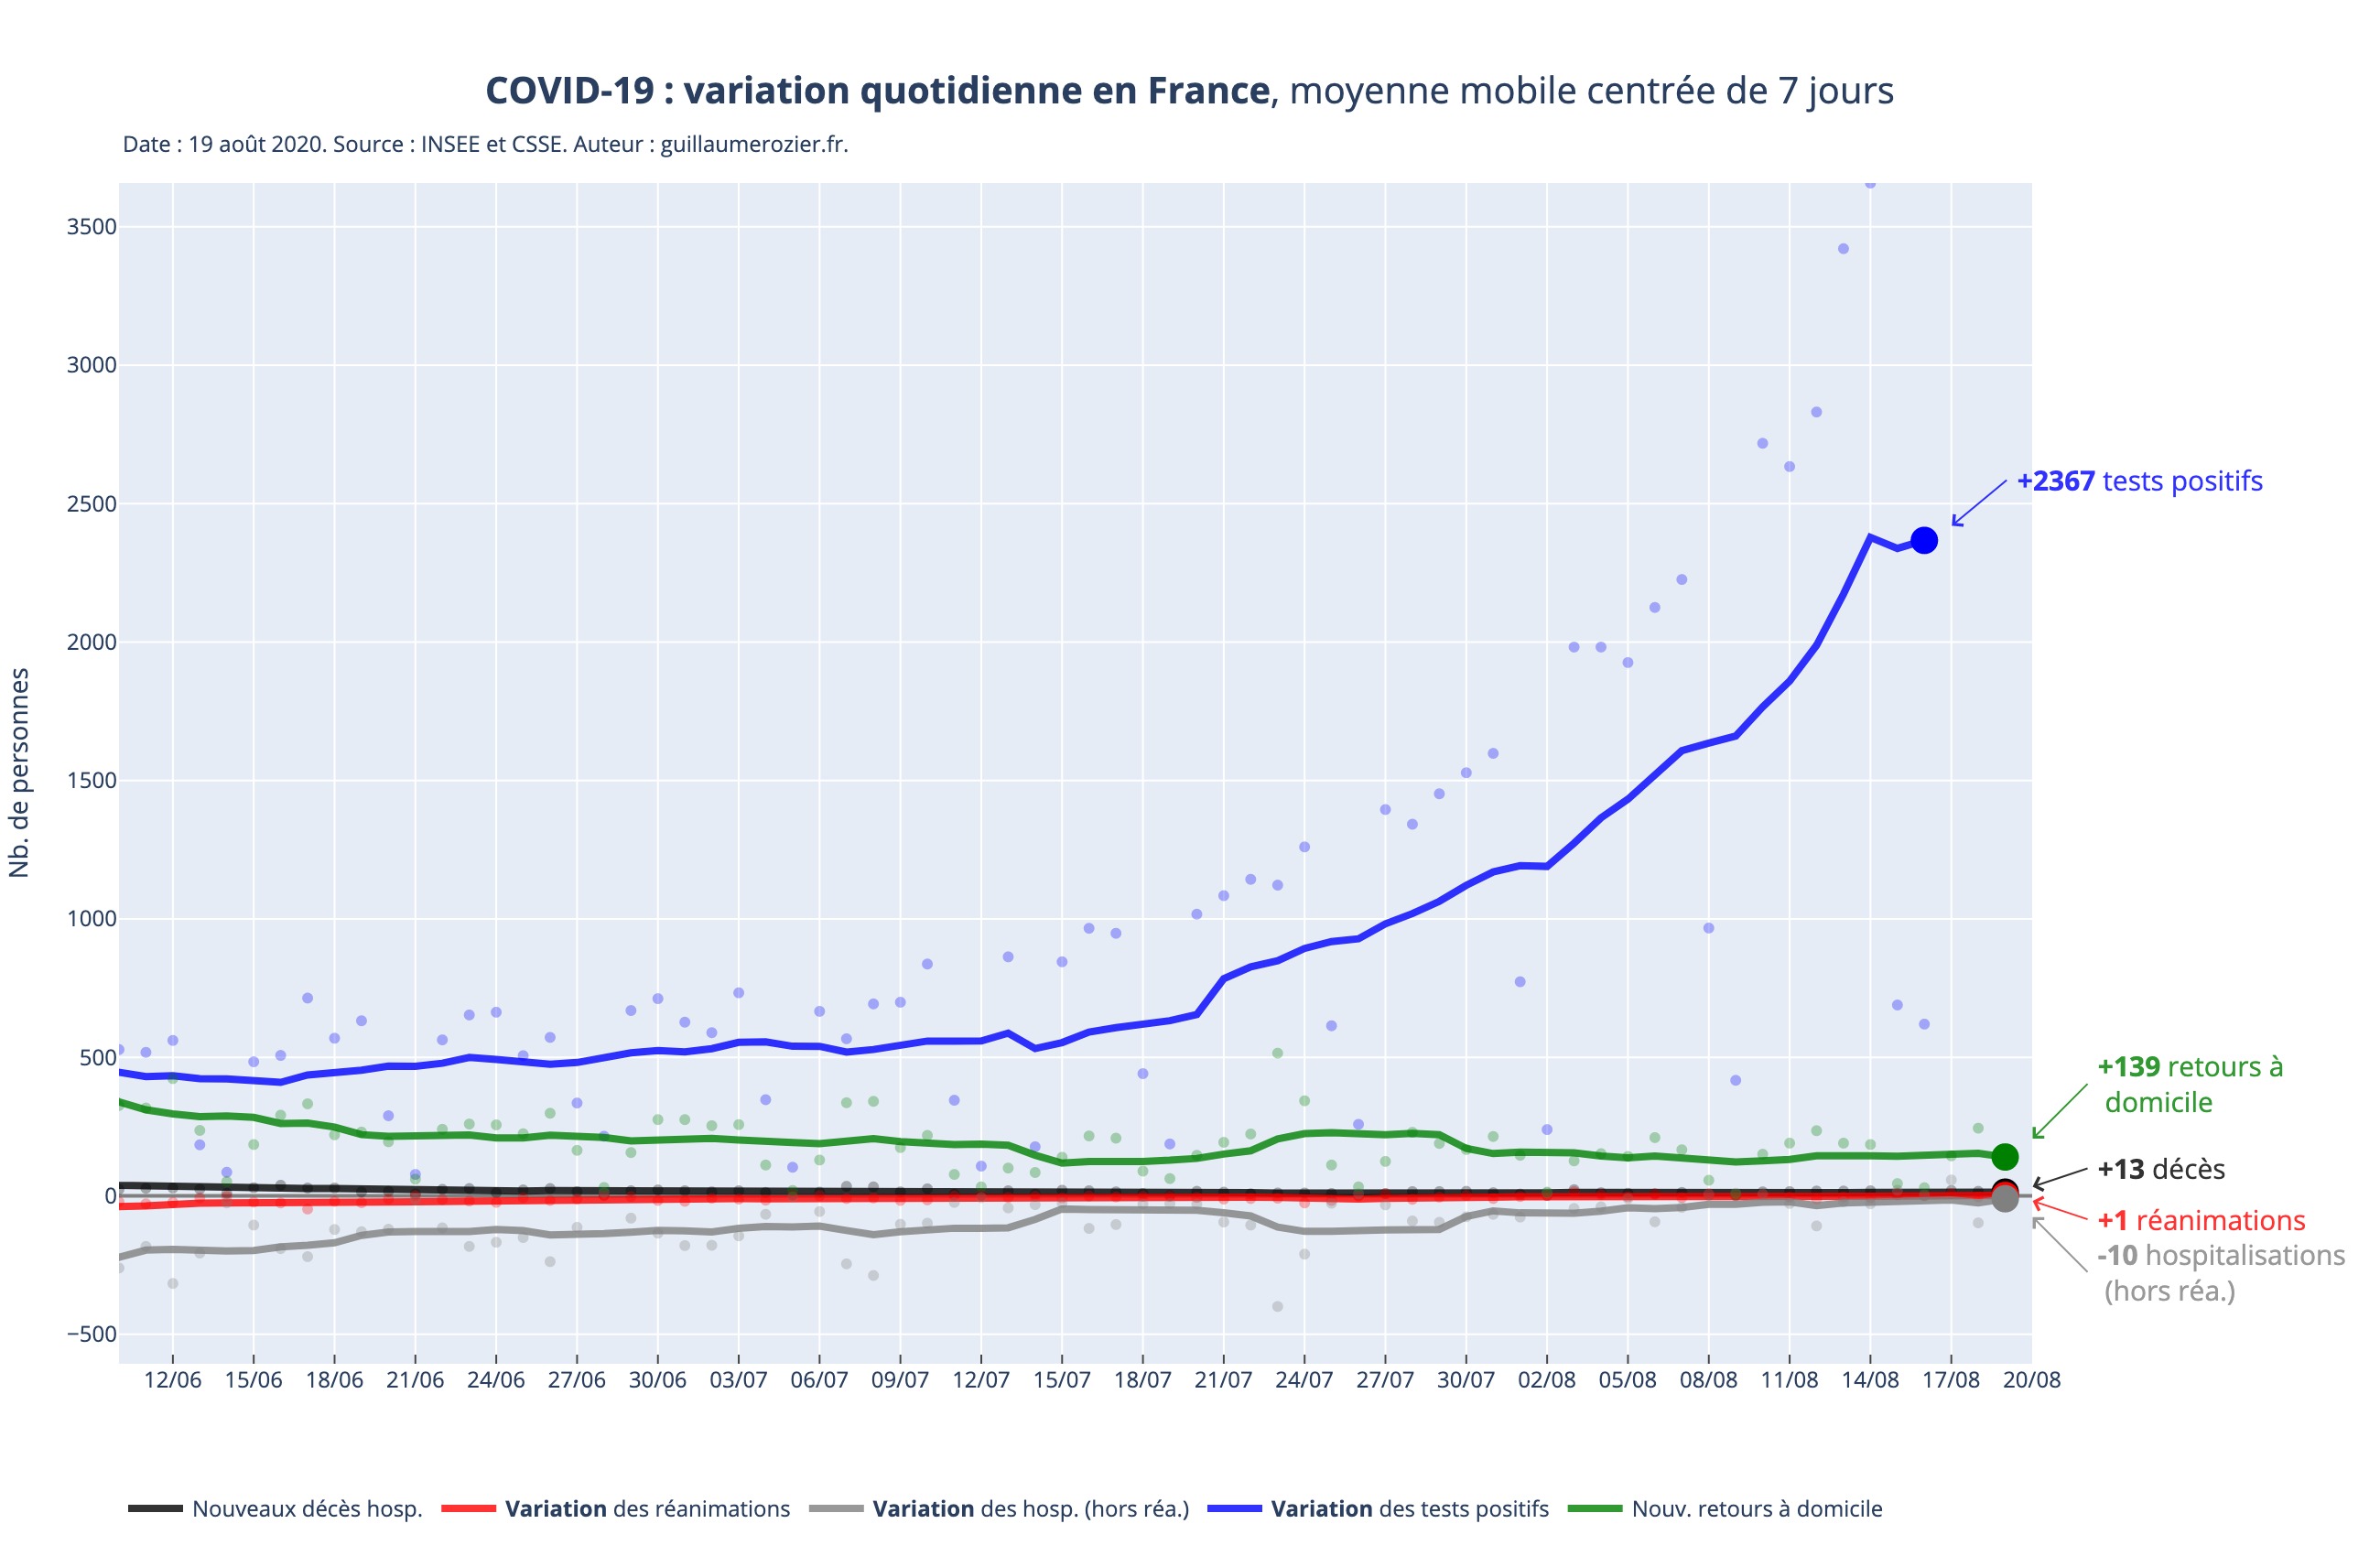 COVID-19 : variation quotidienne en France, moyenne mobile centrée de 7 jours
Date : 19 août 2020. Source : INSEE et CSSE. Auteur : guillaumerozier.fr.
Nb. de personnes
3500
3000
2500
2000
1500
1000
500
0
−500
+2367 tests positifs
+139 retours à
domicile
+13 décès
+1 réanimations
-10 hospitalisations
(hors réa.)
12/06 15/06 18/06 21/06 24/06 27/06 30/06 03/07 06/07 09/07 12/07 15/07 18/07 21/07 24/07 27/07 30/07 02/08 05/08 08/08 11/08 14/08 17/08 20/08
Nouveaux décès hosp. Variation des réanimations Variation des hosp. (hors réa.) Variation des tests positifs Nouv. retours à domicile